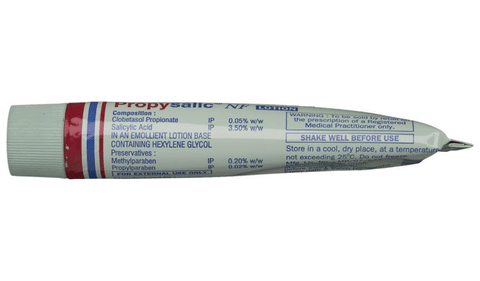 Propysalic NF LOTION
Composition :
Clobetasol Propionate IP 0.05% w/w
Salicylic Acid IP 3.50% w/w
IN AN EMOLLIENT LOTION BASE
CONTAINING HEXYLENE GLYCOL
Preservatives :
Methylparaben IP 0.20% w/w
Propylparaben IP 0.02% w/w
FOR EXTERNAL USE ONLY
WARNING : To be sold by retail on
the prescription of a Registered
Medical Practitioner only.
SHAKE WELL BEFORE USE
Store in a cool, dry place, at a temperature
not exceeding 25°C. Do not freeze